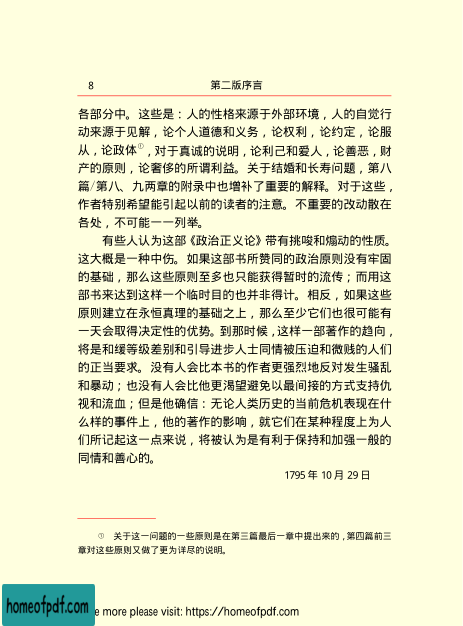 8 第二版序言
各部分中。这些是：人的性格来源于外部环境，人的自觉行
动来源于见解，论个人道德和义务，论权利，论约定，论服
从，论政体①，对于真诚的说明，论利己和爱人，论善恶，财
产的原则，论奢侈的所谓利益。关于结婚和长寿问题，第八
篇/第八、九两章的附录中也增补了重要的解释。对于这些，
作者特别希望能引起以前的读者的注意。不重要的改动散在
各处，不可能一一列举。
有些人认为这部《政治正义论》带有挑唆和煽动的性质。
这大概是一种中伤。如果这部书所赞同的政治原则没有牢固
的基础，那么这些原则至多也只能获得暂时的流传；而用这
部书来达到这样一个临时目的也并非得计。相反，如果这些
原则建立在永恒真理的基础之上，那么至少它们也很可能有
一天会取得决定性的优势。到那时候，这样一部著作的趋向，
将是和缓等级差别和引导进步人士同情被压迫和微贱的人们
的正当要求。没有人会比本书的作者更强烈地反对发生骚乱
和暴动；也没有人会比他更渴望避免以最间接的方式支持仇
视和流血；但是他确信：无论人类历史的当前危机表现在什
么样的事件上，他的著作的影响，就它们在某种程度上为人
们所记起这一点来说，将被认为是有利于保持和加强一般的
同情和善心的。
1795 年 10 月 29 日
① 关于这一问题的一些原则是在第三篇最后一章中提出来的，第四篇前三
章对这些原则又做了更为详尽的说明。
homeofpdf.com
e more please visit: https://homeofpdf.com